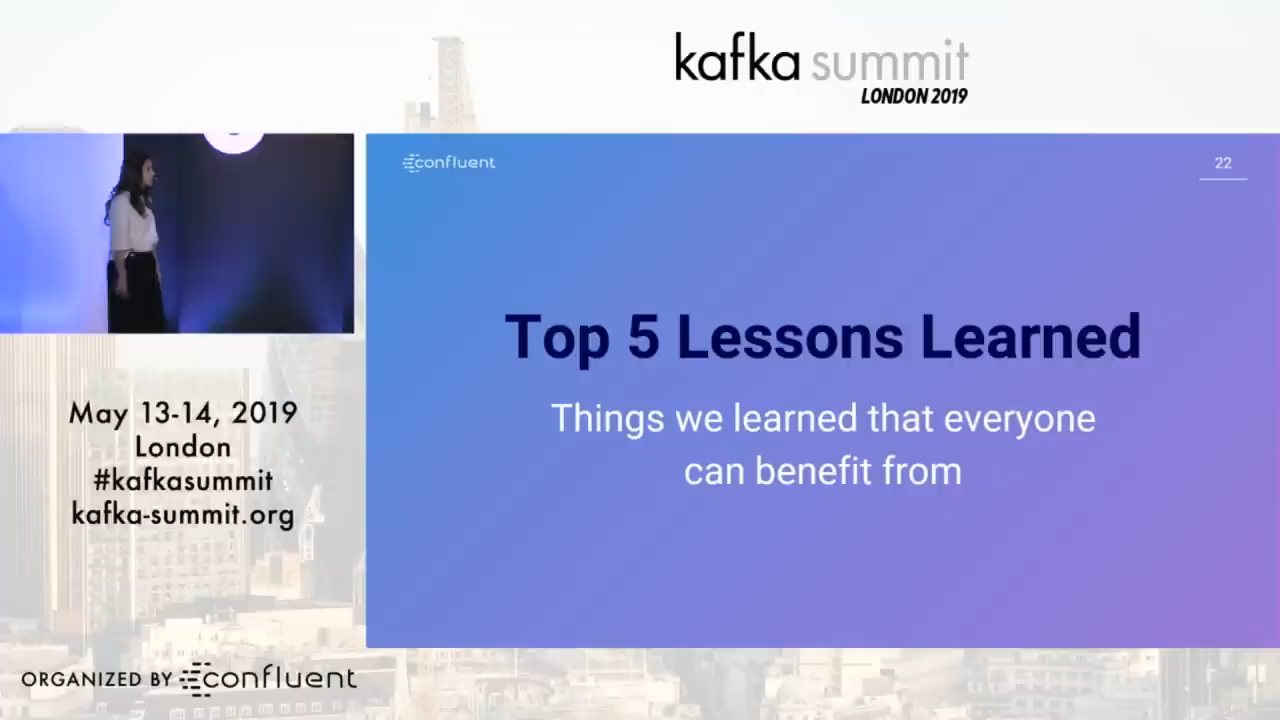 kafka summit
LONDON 2019
confluent
22
Top 5 Lessons Learned
Things we learned that everyone
can benefit from
May 13-14, 2019
London
#kafkasummit
kafka-summit.org
ORGANIZED BY confluent